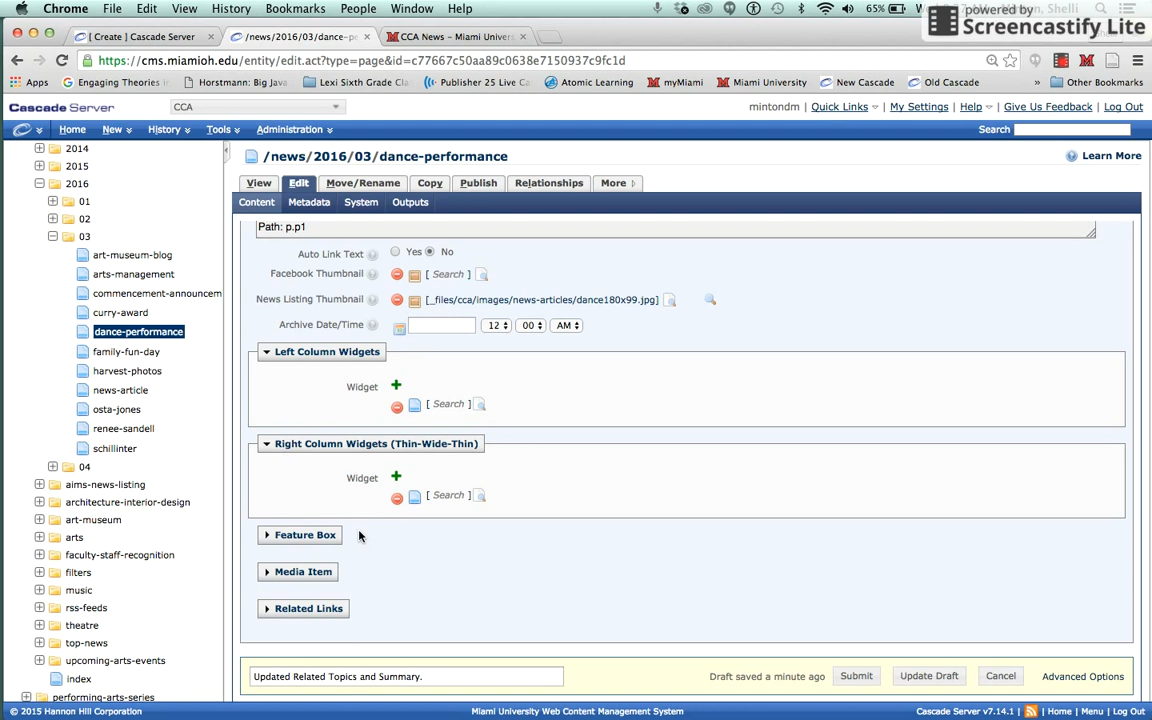 Chrome File Edit View History Bookmarks People Window Help 65%
powered by
Screencastify Lite
[ Create ] Cascade Server × /news/2016/03/dance-p × CCA News – Miami Univers ×
https://cms.miamioh.edu/entity/edit.act?type=page&id=c77667c50aa89c0638e7150937c9fc1d
Apps Engaging Theories Horstmann: Big Java Lexi Sixth Grade Cla Publisher 25 Live Ca Atomic Learning myMiami Miami University New Cascade Old Cascade » Other Bookmarks
Cascade Server CCA mintondm | Quick Links | My Settings | Help | Give Us Feedback | Log Out
Home New History Tools Administration Search
2014
2015
2016
01
02
03
art-museum-blog
arts-management
commencement-announcem
curry-award
dance-performance
family-fun-day
harvest-photos
news-article
osta-jones
renee-sandell
schillinter
04
aims-news-listing
architecture-interior-design
art-museum
arts
faculty-staff-recognition
filters
music
rss-feeds
theatre
top-news
upcoming-arts-events
index
performing-arts-series
/news/2016/03/dance-performance Learn More
View Edit Move/Rename Copy Publish Relationships More
Content Metadata System Outputs
Path: p.p1
Auto Link Text Yes No
Facebook Thumbnail [ Search ]
News Listing Thumbnail [_files/cca/images/news-articles/dance180x99.jpg]
Archive Date/Time 12 00 AM
Left Column Widgets
Widget
[ Search ]
Right Column Widgets (Thin-Wide-Thin)
Widget
[ Search ]
Feature Box
Media Item
Related Links
Updated Related Topics and Summary. Draft saved a minute ago Submit Update Draft Cancel Advanced Options
© 2015 Hannon Hill Corporation Miami University Web Content Management System Cascade Server v7.14.1 | Home | Menu | Log Out